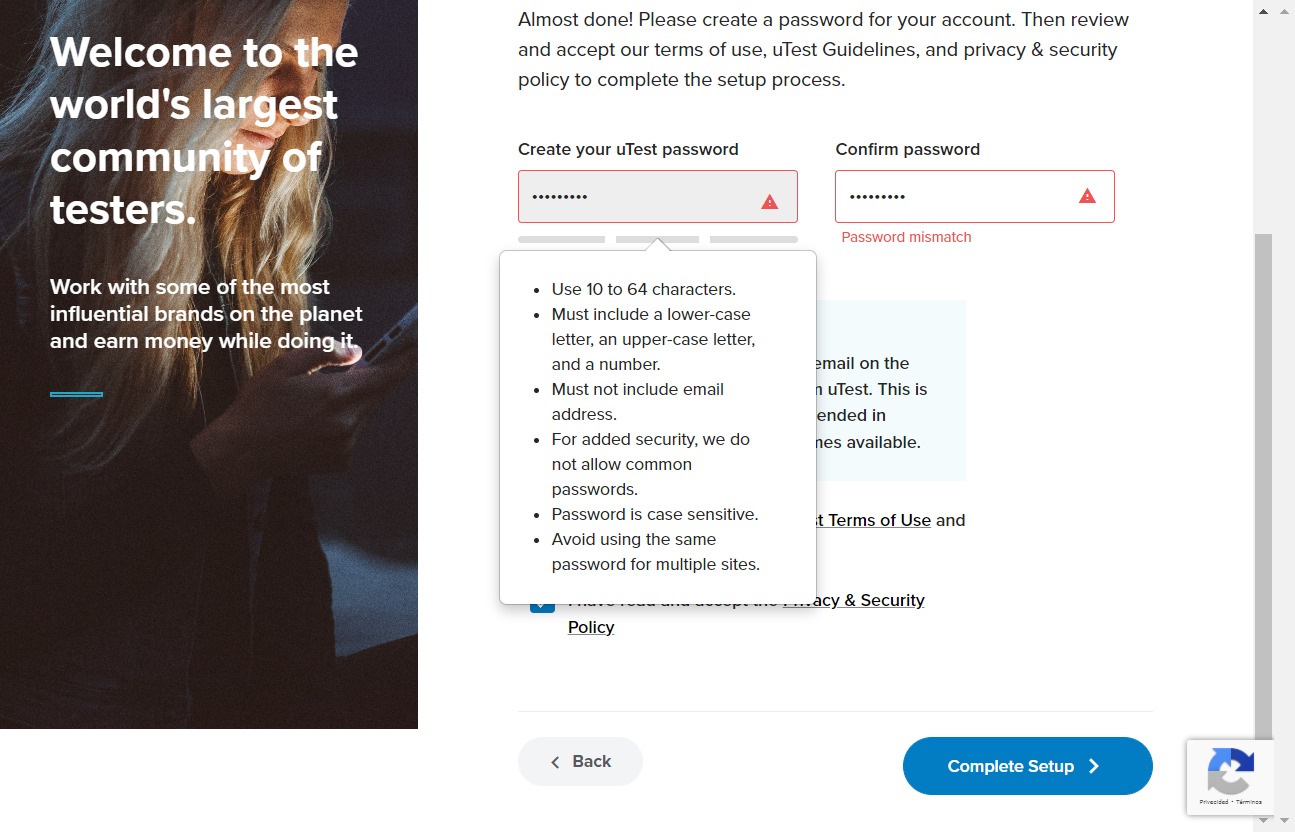 Welcome to the
world's largest
community of
testers.
Work with some of the most
influential brands on the planet
and earn money while doing it.
Almost done! Please create a password for your account. Then review
and accept our terms of use, uTest Guidelines, and privacy & security
policy to complete the setup process.
Create your uTest password
Confirm password
•••••••••
•••••••••
Password mismatch
Use 10 to 64 characters.
Must include a lower-case
letter, an upper-case letter,
and a number.
Must not include email
address.
For added security, we do
not allow common
passwords.
Password is case sensitive.
Avoid using the same
password for multiple sites.
email on the
uTest. This is
ended in
available.
Terms of Use and
I have read and accept the Privacy & Security
Policy
Back
Complete Setup
Privacidad - Términos